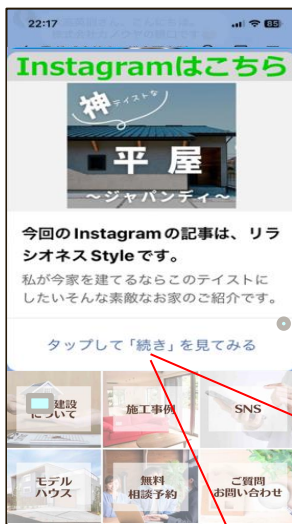 22:17
65
Instagramはこちら
神テイストな
平屋
～ジャパンディ～
今回のInstagramの記事は、リラ
シオネスStyleです。
私が今家を建てるならこのテイストに
したいそんな素敵なお家のご紹介です。
タップして「続き」を見てみる
建設
について
施工事例
SNS
モデル
ハウス
無料
相談予約
ご質問
お問い合わせ